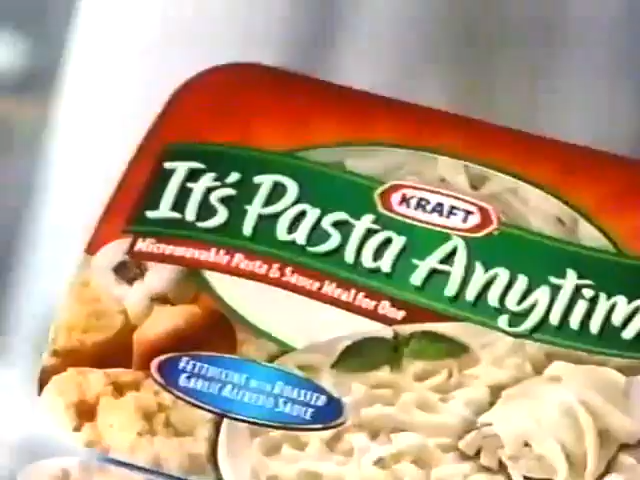 KRAFT
It's Pasta Anytim
Microwavable Pasta & Sauce Meal for One
FETTUCCINE WITH ROASTED
GARLIC ALFREDO SAUCE